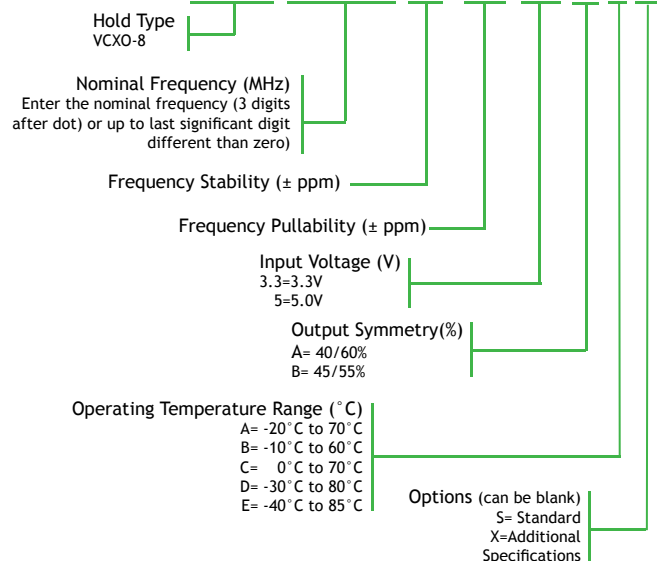 Hold Type
VCXO-8
Nominal Frequency (MHz)
Enter the nominal frequency (3 digits
after dot) or up to last significant digit
different than zero)
Frequency Stability (± ppm)
Frequency Pullability (± ppm)
Input Voltage (V)
3.3=3.3V
5=5.0V
Output Symmetry(%)
A= 40/60%
B= 45/55%
Operating Temperature Range (°C)
A= -20°C to 70°C
B= -10°C to 60°C
C= 0°C to 70°C
D= -30°C to 80°C
E= -40°C to 85°C
Options (can be blank)
S= Standard
X=Additional
Specifications